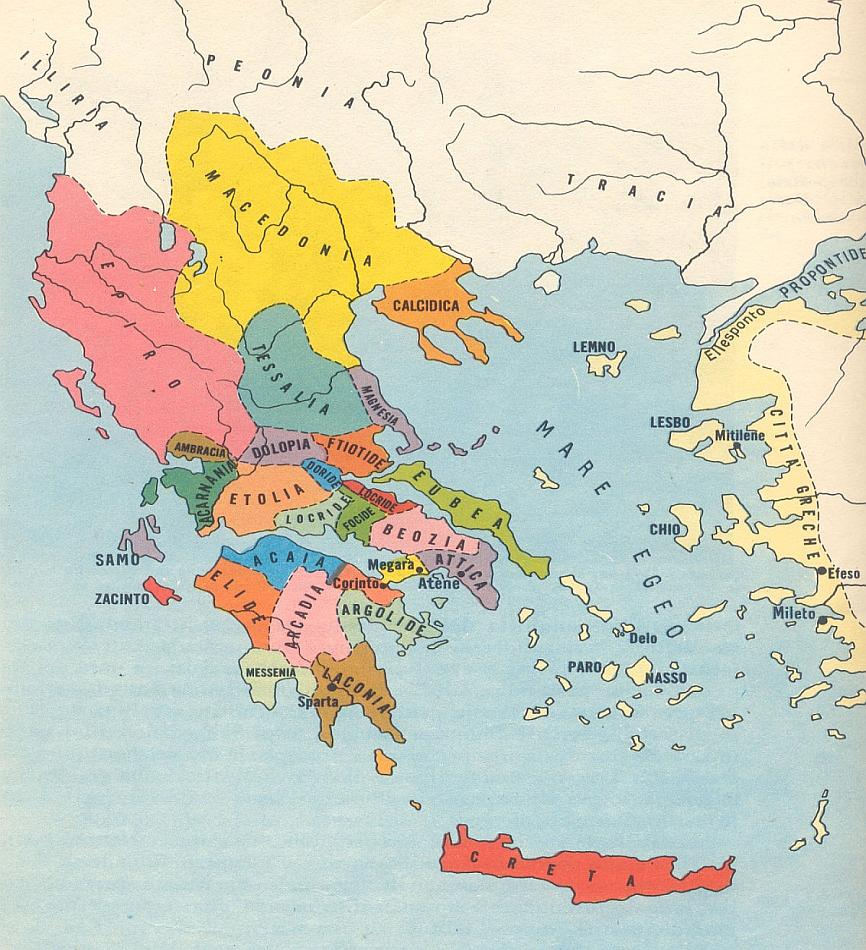 ILLIRIA
PEONIA
TRACIA
MACEDONIA
PROPONTIDE
Ellesponto
EPIRO
CALCIDICA
TESSALIA
LEMNO
MAGNESIA
LESBO
Mitilene
MARE EGEO
CITTÀ GRECHE
AMBRACIA
DOLOPIA
FTIOTIDE
ACARNANIA
ETOLIA
DORIDE
LOCRIDE
LOCRIDE
FOCIDE
EUBEA
BEOZIA
CHIO
SAMO
ACAIA
Megara
ATTICA
Atene
Efeso
ZACINTO
ELIDE
ARCADIA
Corinto
ARGOLIDE
Mileto
Delo
MESSENIA
LACONIA
Sparta
PARO
NASSO
CRETA